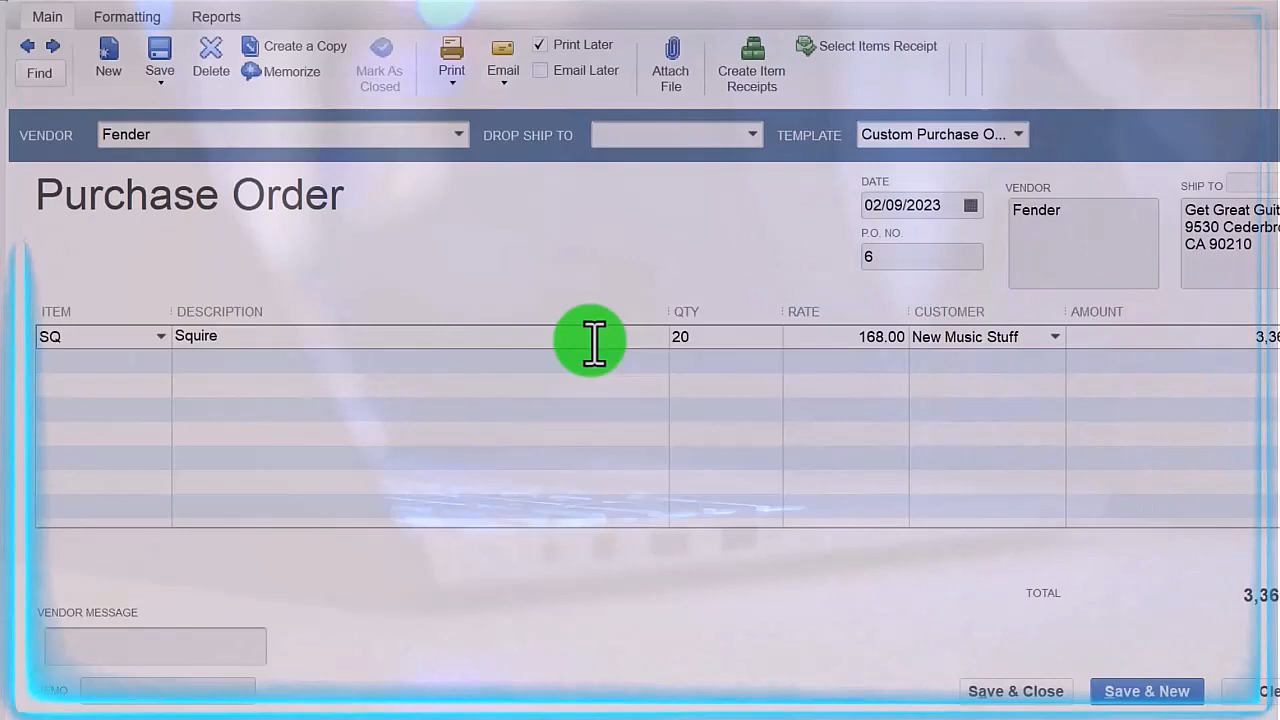 Main Formatting Reports
Find
New
Save
Delete
Create a Copy
Memorize
Mark As
Closed
Print
Email
Print Later
Email Later
Attach
File
Create Item
Receipts
Select Items Receipt
VENDOR Fender DROP SHIP TO TEMPLATE Custom Purchase O...
Purchase Order
DATE
02/09/2023
P.O. NO.
6
VENDOR
Fender
SHIP TO
Get Great Guit
9530 Cederbro
CA 90210
ITEM DESCRIPTION QTY RATE CUSTOMER AMOUNT
SQ Squire 20 168.00 New Music Stuff 3,36
TOTAL 3,36
VENDOR MESSAGE
MEMO
Save & Close Save & New Cle